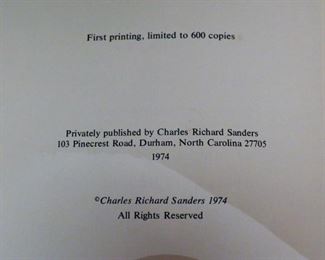 First printing, limited to 600 copies
Privately published by Charles Richard Sanders
103 Pinecrest Road, Durham, North Carolina 27705
1974
©Charles Richard Sanders 1974
All Rights Reserved